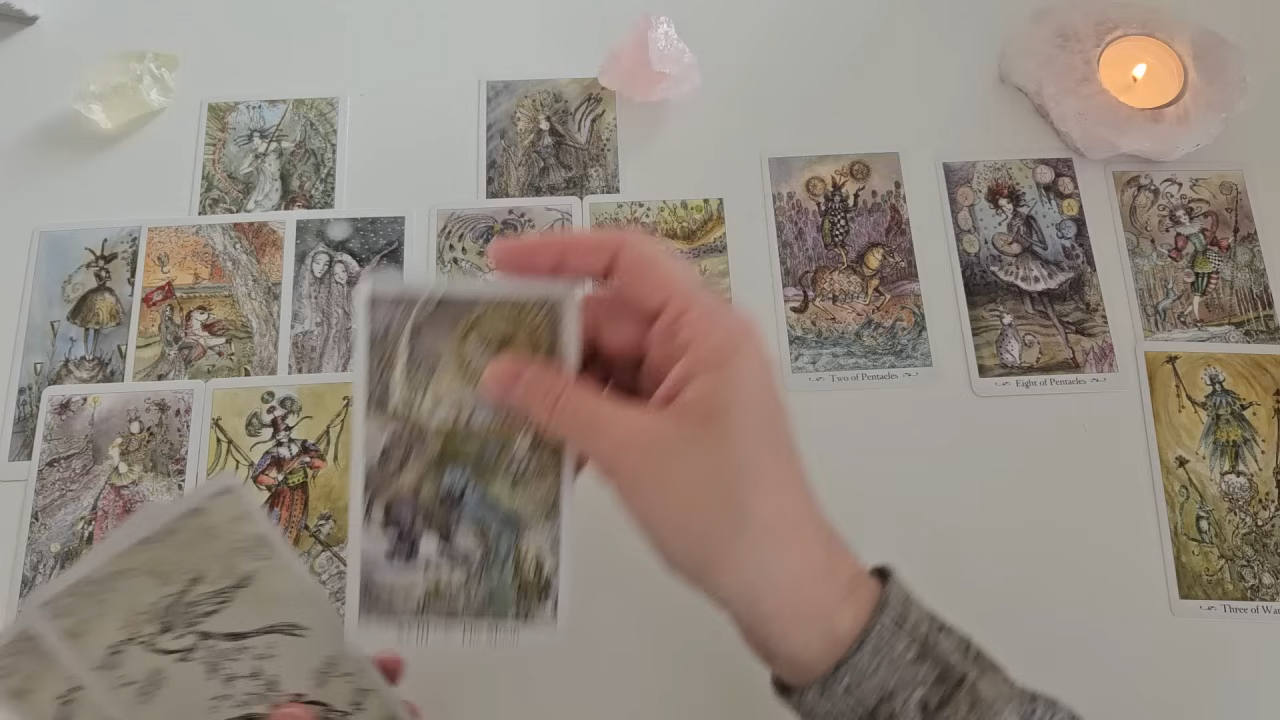 Two of Pentacles
Eight of Pentacles
Three of Wa